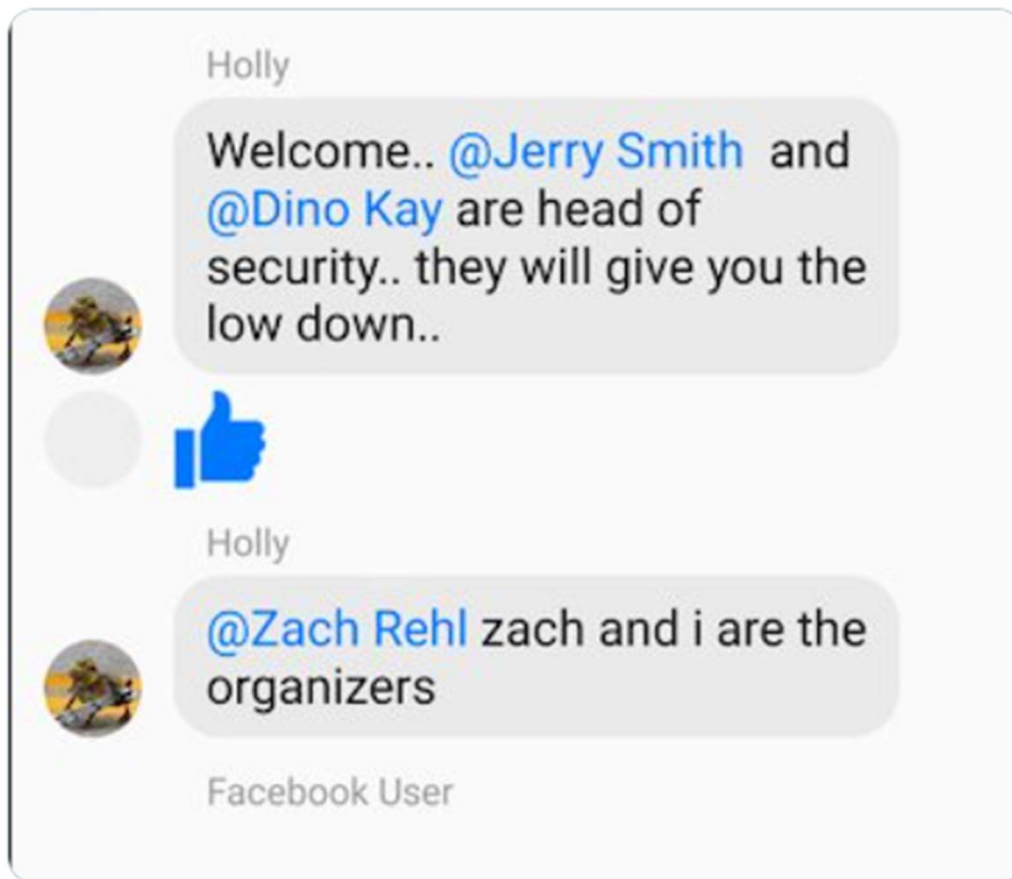 Holly
Welcome.. @Jerry Smith and
@Dino Kay are head of
security.. they will give you the
low down..
Holly
@Zach Rehl zach and i are the
organizers
Facebook User